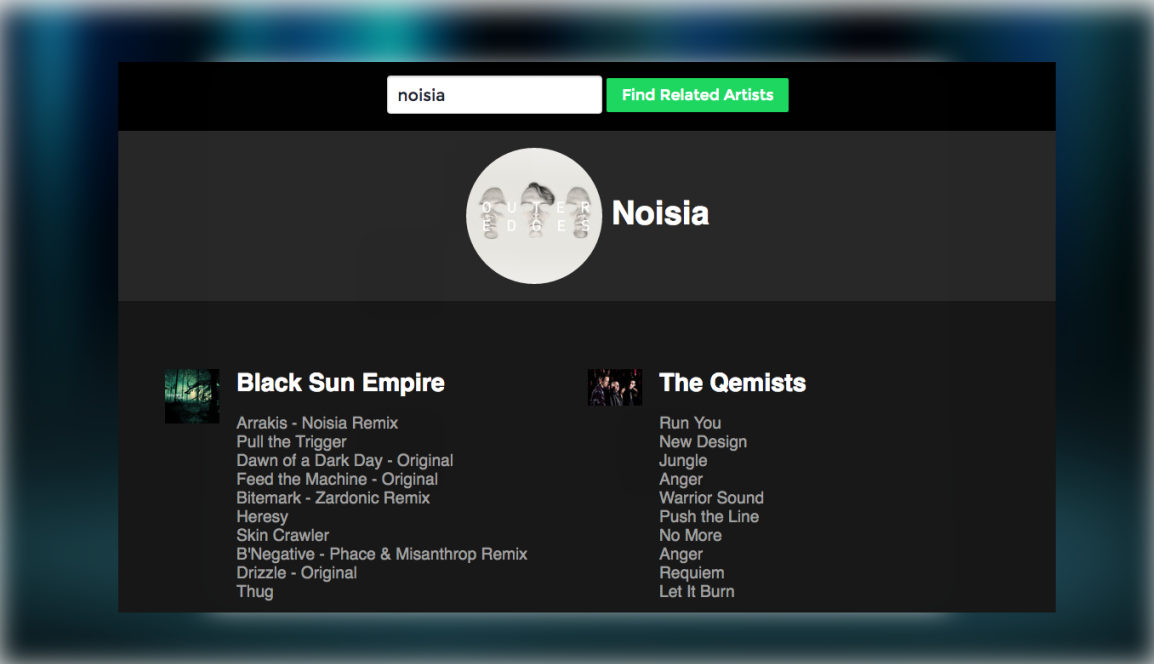 noisia
Find Related Artists
OUTER
EDGES
Noisia
Black Sun Empire
Arrakis - Noisia Remix
Pull the Trigger
Dawn of a Dark Day - Original
Feed the Machine - Original
Bitemark - Zardonic Remix
Heresy
Skin Crawler
B'Negative - Phace & Misanthrop Remix
Drizzle - Original
Thug
The Qemists
Run You
New Design
Jungle
Anger
Warrior Sound
Push the Line
No More
Anger
Requiem
Let It Burn